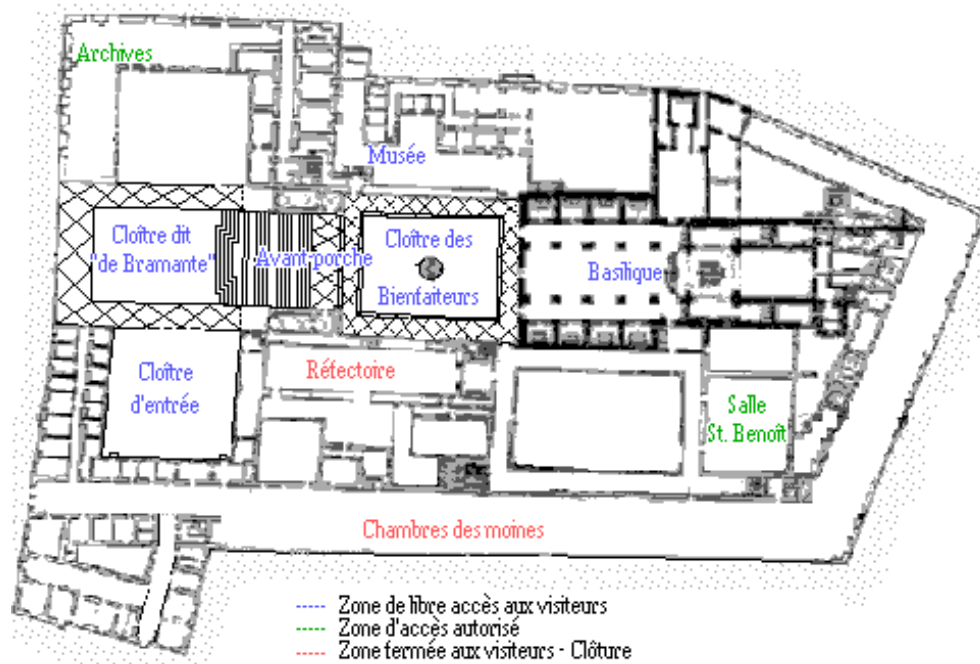 Archives
Musée
Cloître dit
"de Bramante"
Avant-porche
Cloître des
Bienfaiteurs
Basilique
Cloître
d'entrée
Réfectoire
Salle
St. Benoît
Chambres des moines
Zone de libre accès aux visiteurs
Zone d'accès autorisé
Zone fermée aux visiteurs - Clôture